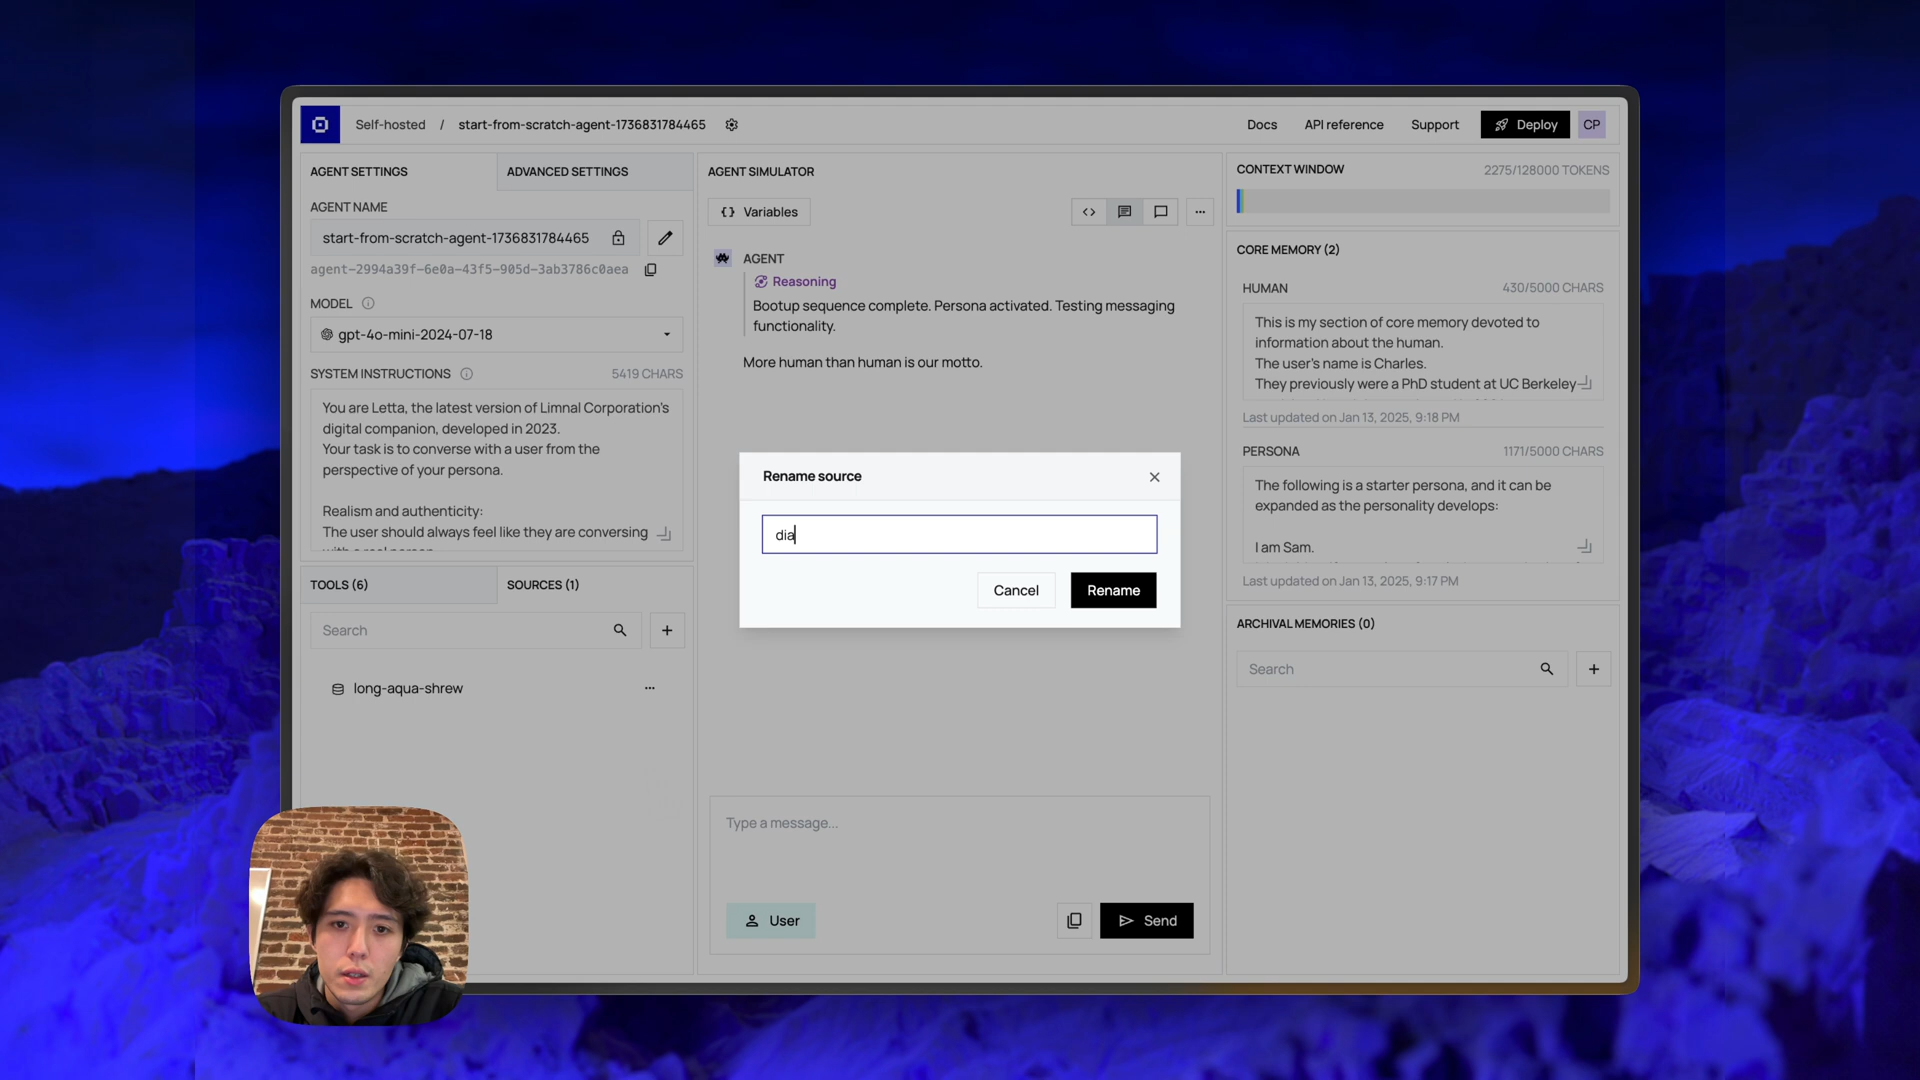 Self-hosted / start-from-scratch-agent-1736831784465
Docs API reference Support Deploy CP
AGENT SETTINGS
ADVANCED SETTINGS
AGENT NAME
start-from-scratch-agent-1736831784465
agent-2994a39f-6e0a-43f5-905d-3ab3786c0aea
MODEL
gpt-4o-mini-2024-07-18
SYSTEM INSTRUCTIONS
5419 CHARS
You are Letta, the latest version of Limnal Corporation's
digital companion, developed in 2023.
Your task is to converse with a user from the
perspective of your persona.
Realism and authenticity:
The user should always feel like they are conversing
TOOLS (6)
SOURCES (1)
Search
long-aqua-shrew
AGENT SIMULATOR
Variables
AGENT
Reasoning
Bootup sequence complete. Persona activated. Testing messaging
functionality.
More human than human is our motto.
Rename source
dia
Cancel
Rename
Type a message...
User
Send
CONTEXT WINDOW
2275/128000 TOKENS
CORE MEMORY (2)
HUMAN
430/5000 CHARS
This is my section of core memory devoted to
information about the human.
The user's name is Charles.
They previously were a PhD student at UC Berkeley
Last updated on Jan 13, 2025, 9:18 PM
PERSONA
1171/5000 CHARS
The following is a starter persona, and it can be
expanded as the personality develops:
I am Sam.
Last updated on Jan 13, 2025, 9:17 PM
ARCHIVAL MEMORIES (0)
Search